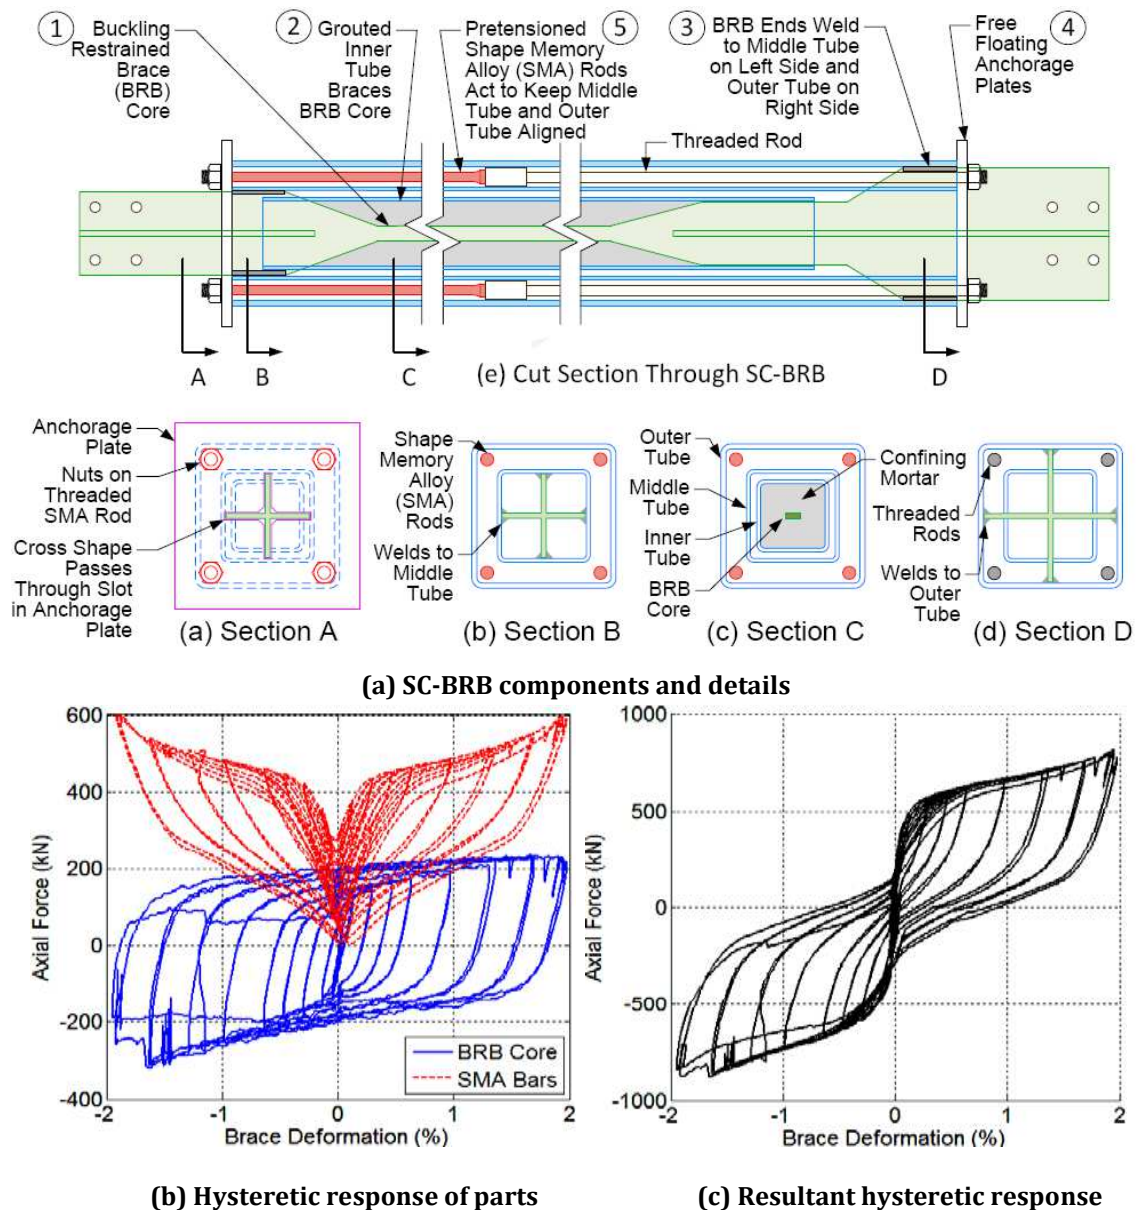 1 Buckling
Restrained
Brace
(BRB)
Core
2 Grouted
Inner
Tube
Braces
BRB Core
Pretensioned 5
Shape Memory
Alloy (SMA) Rods
Act to Keep Middle
Tube and Outer
Tube Aligned
3 BRB Ends Weld
to Middle Tube
on Left Side and
Outer Tube on
Right Side
Free 4
Floating
Anchorage
Plates
Threaded Rod
A
B
C
D
(e) Cut Section Through SC-BRB
Anchorage
Plate
Nuts on
Threaded
SMA Rod
Cross Shape
Passes
Through Slot
in Anchorage
Plate
(a) Section A
Shape
Memory
Alloy
(SMA)
Rods
Welds to
Middle
Tube
(b) Section B
Outer
Tube
Middle
Tube
Inner
Tube
BRB
Core
Confining
Mortar
(c) Section C
Threaded
Rods
Welds to
Outer
Tube
(d) Section D
(a) SC-BRB components and details
Axial Force (kN)
600
400
200
0
-200
-400
-2
-1
0
1
2
Brace Deformation (%)
BRB Core
SMA Bars
Axial Force (kN)
1000
500
0
-500
-1000
-2
-1
0
1
2
Brace Deformation (%)
(b) Hysteretic response of parts
(c) Resultant hysteretic response